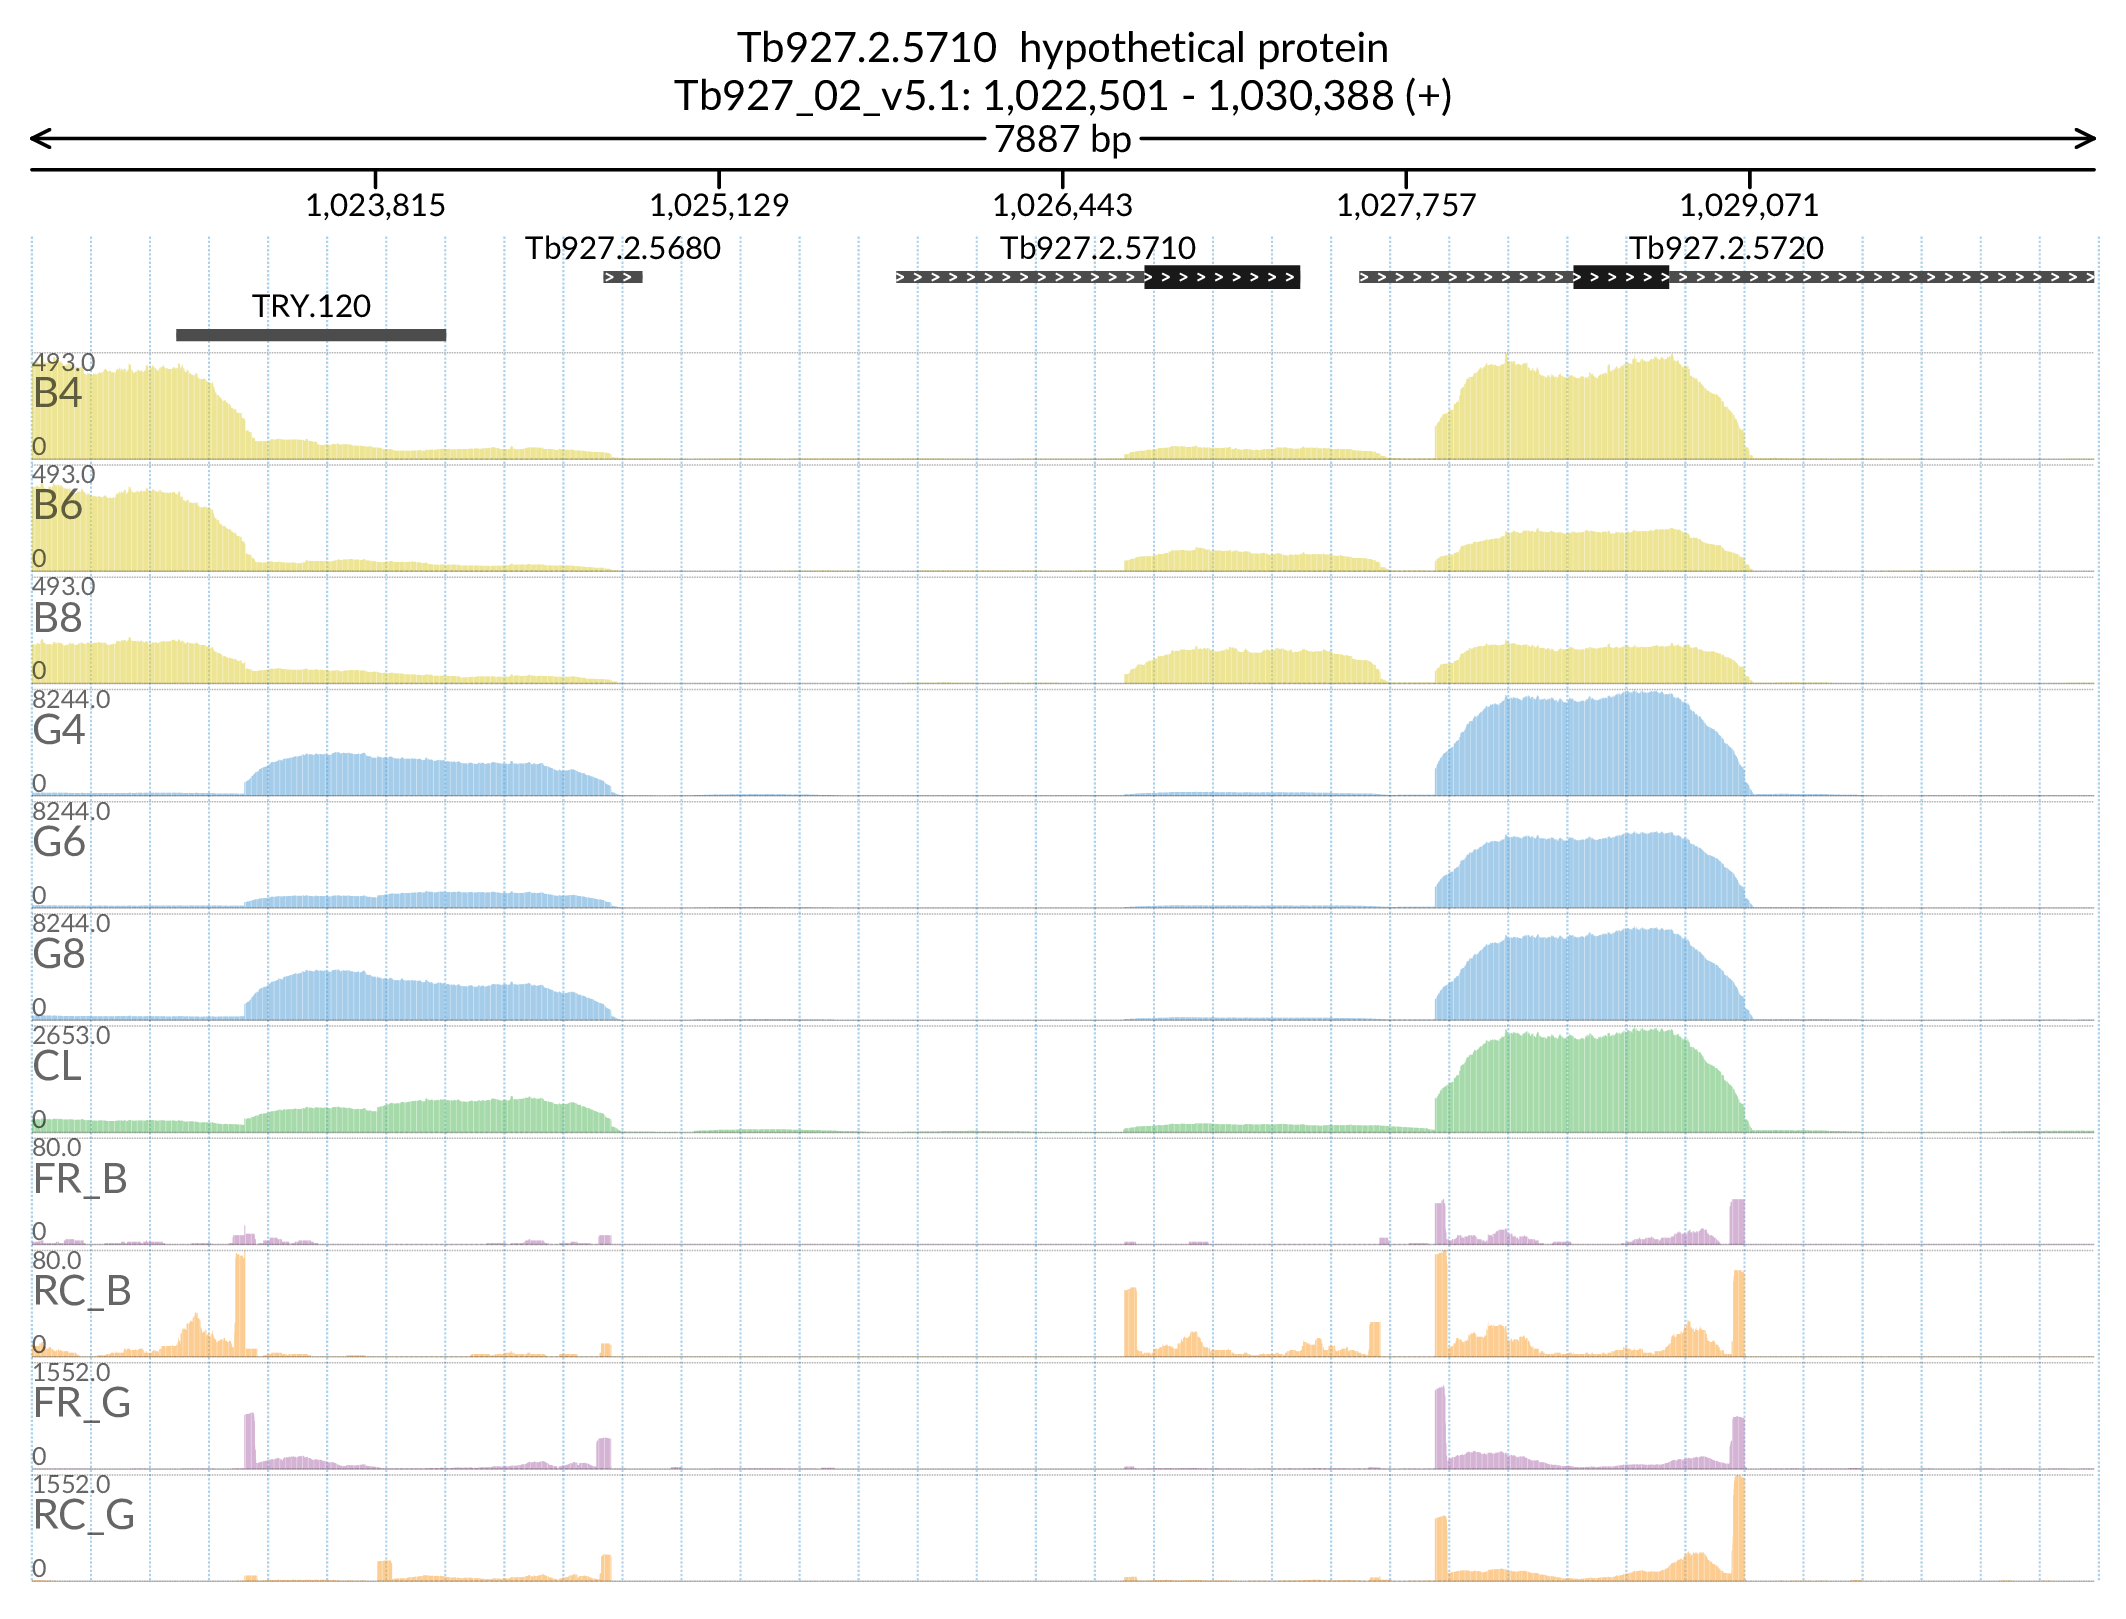 Tb927.2.5710  hypothetical protein
Tb927_02_v5.1: 1,022,501 - 1,030,388 (+)
7887 bp
1,023,815 1,025,129 1,026,443 1,027,757 1,029,071
Tb927.2.5680 Tb927.2.5710 Tb927.2.5720
TRY.120
493.0
B4
0
493.0
B6
0
493.0
B8
0
8244.0
G4
0
8244.0
G6
0
8244.0
G8
0
2653.0
CL
0
80.0
FR_B
0
80.0
RC_B
0
1552.0
FR_G
0
1552.0
RC_G
0